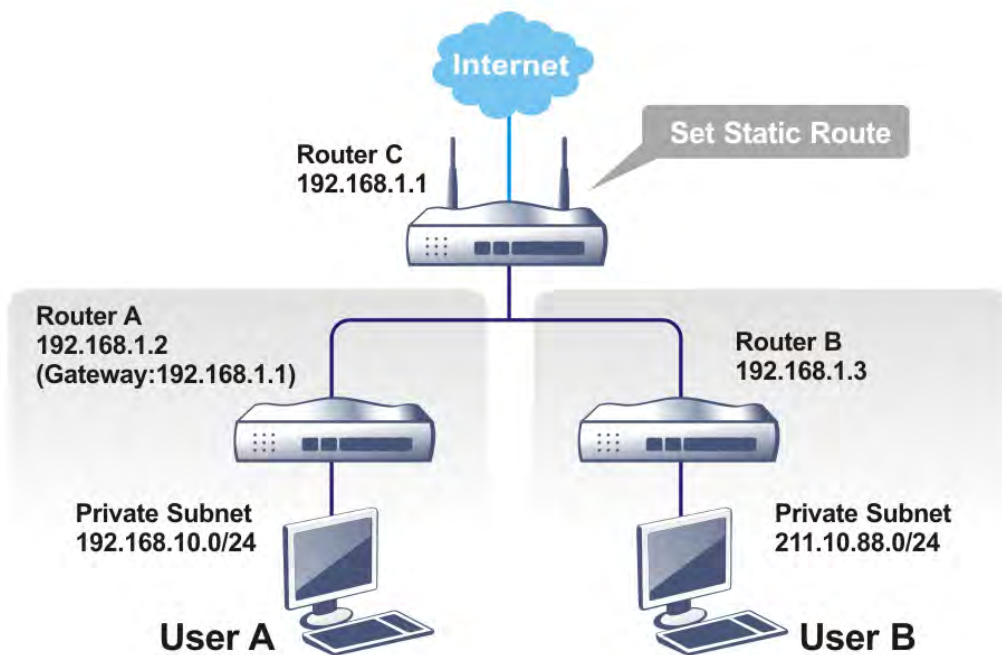 Internet
Set Static Route
Router C
192.168.1.1
Router A
192.168.1.2
(Gateway:192.168.1.1)
Router B
192.168.1.3
Private Subnet
192.168.10.0/24
Private Subnet
211.10.88.0/24
User A
User B